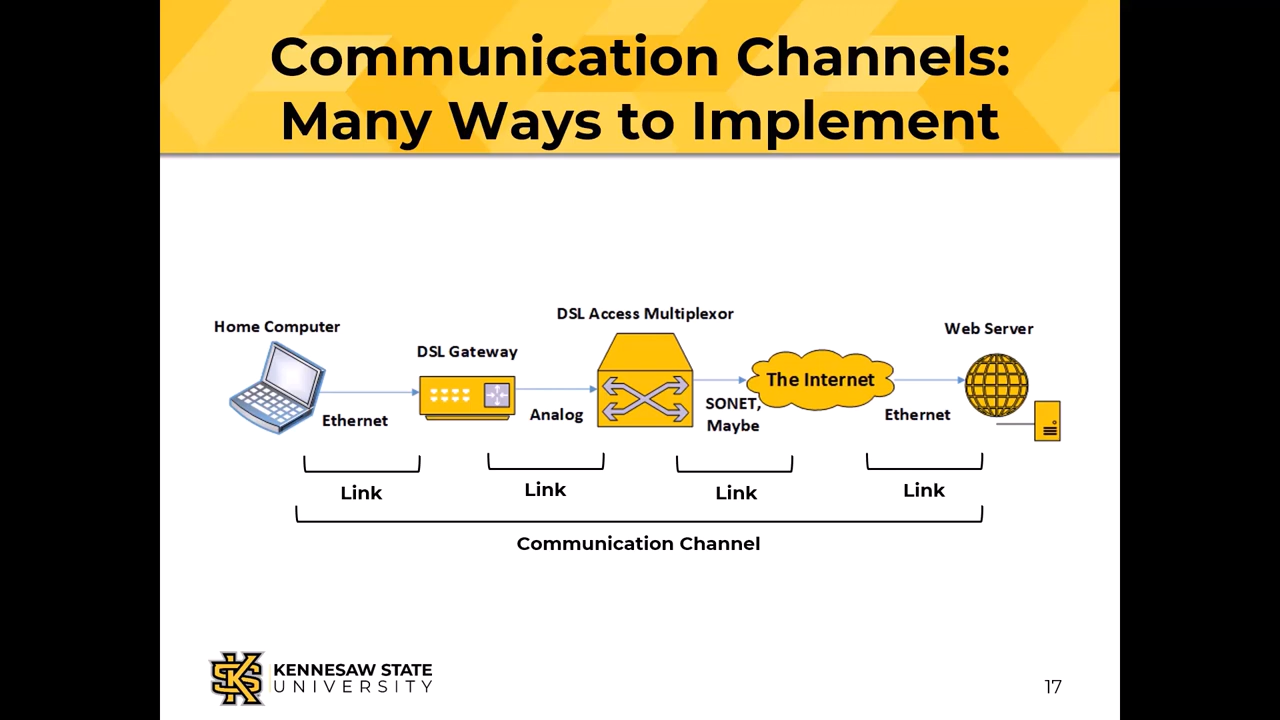 Communication Channels:
Many Ways to Implement
DSL Access Multiplexor
Home Computer
Web Server
DSL Gateway
The Internet
Ethernet
Analog
SONET,
Maybe
Ethernet
Link
Link
Link
Link
Communication Channel
KENNESAW STATE
UNIVERSITY
17